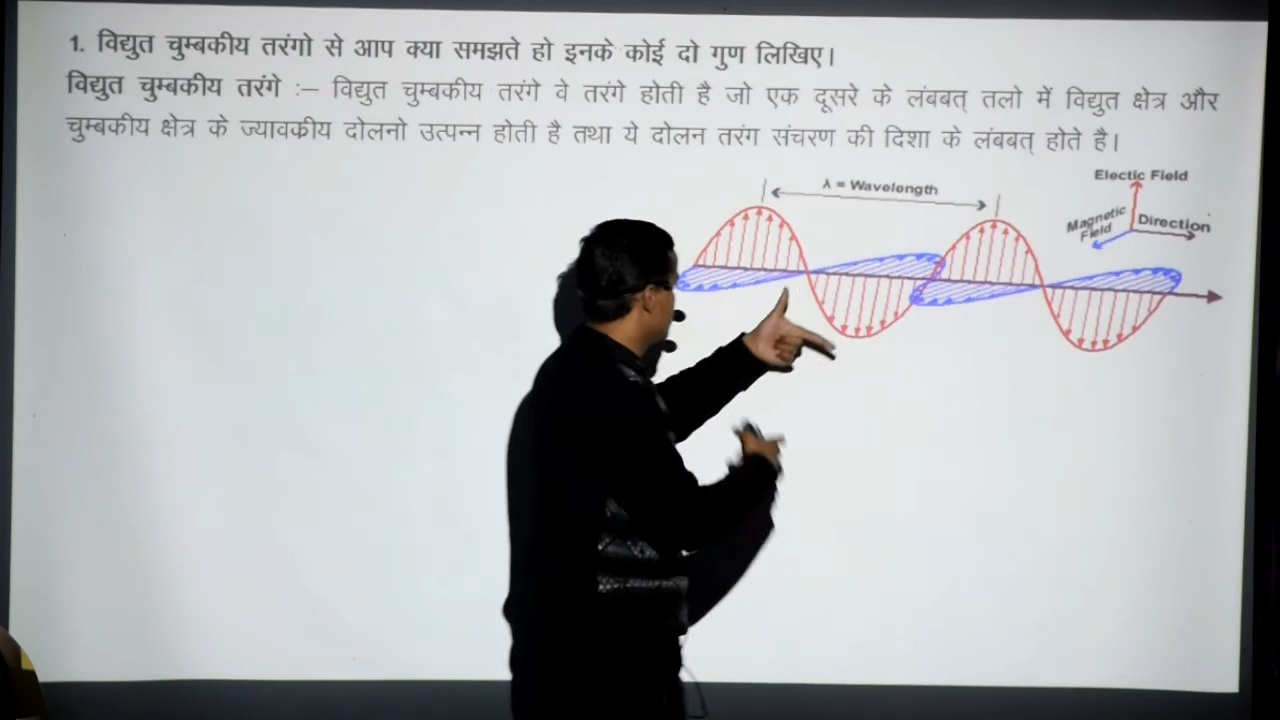 1. विद्युत चुम्बकीय तरंगो से आप क्या समझते हो इनके कोई दो गुण लिखिए।
विद्युत चुम्बकीय तरंगे :– विद्युत चुम्बकीय तरंगे वे तरंगे होती है जो एक दूसरे के लंबबत् तलो में विद्युत क्षेत्र और
चुम्बकीय क्षेत्र के ज्यावक्रीय दोलनो उत्पन्न होती है तथा ये दोलन तरंग संचरण की दिशा के लंबबत् होते है।
Electic Field
λ = Wavelength
Magnetic
Field
Direction